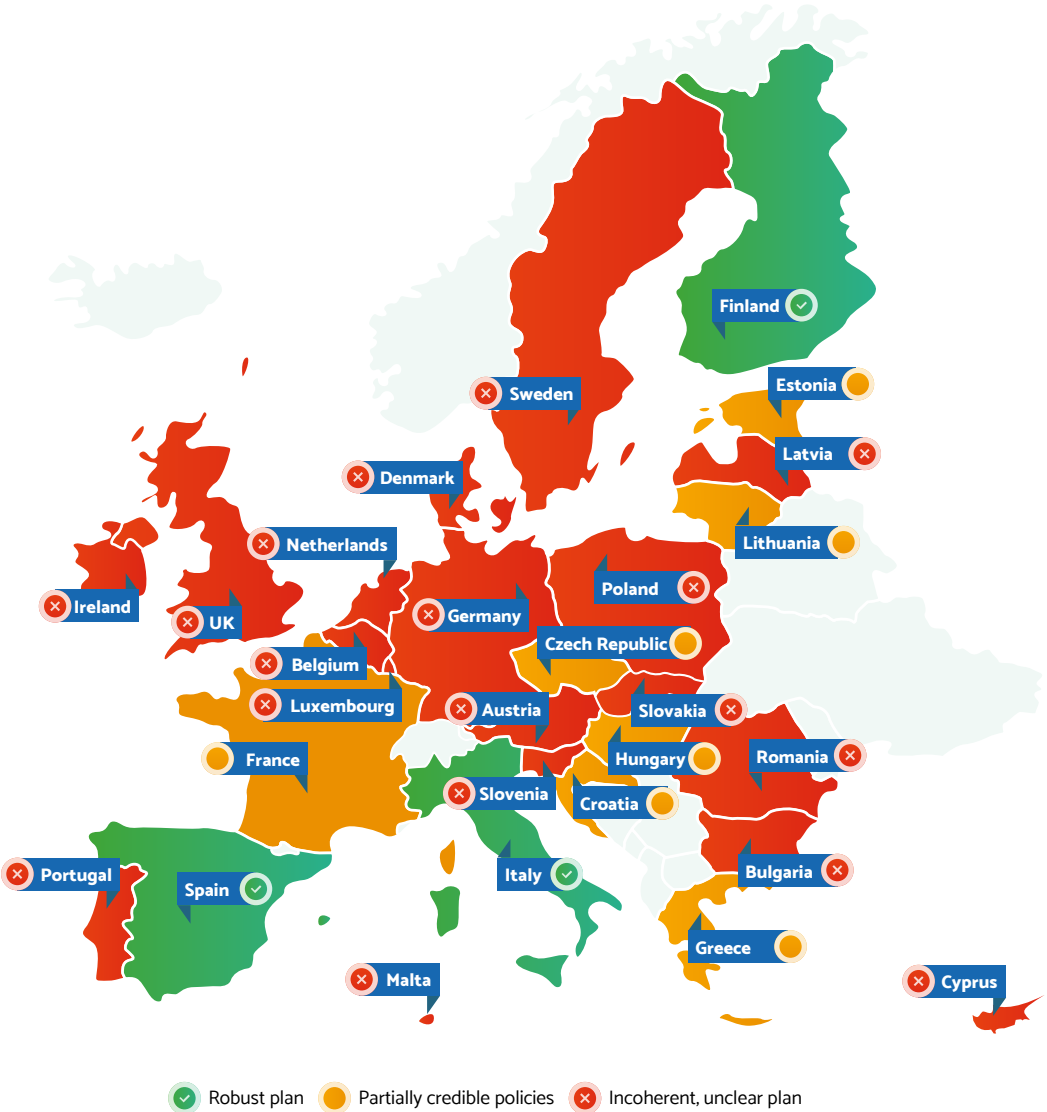 Finland
Estonia
Sweden
Latvia
Denmark
Lithuania
Netherlands
Poland
Ireland
Germany
UK
Czech Republic
Belgium
Luxembourg
Austria
Slovakia
France
Hungary
Romania
Slovenia
Croatia
Portugal
Spain
Italy
Bulgaria
Greece
Malta
Cyprus
Robust plan Partially credible policies Incoherent, unclear plan